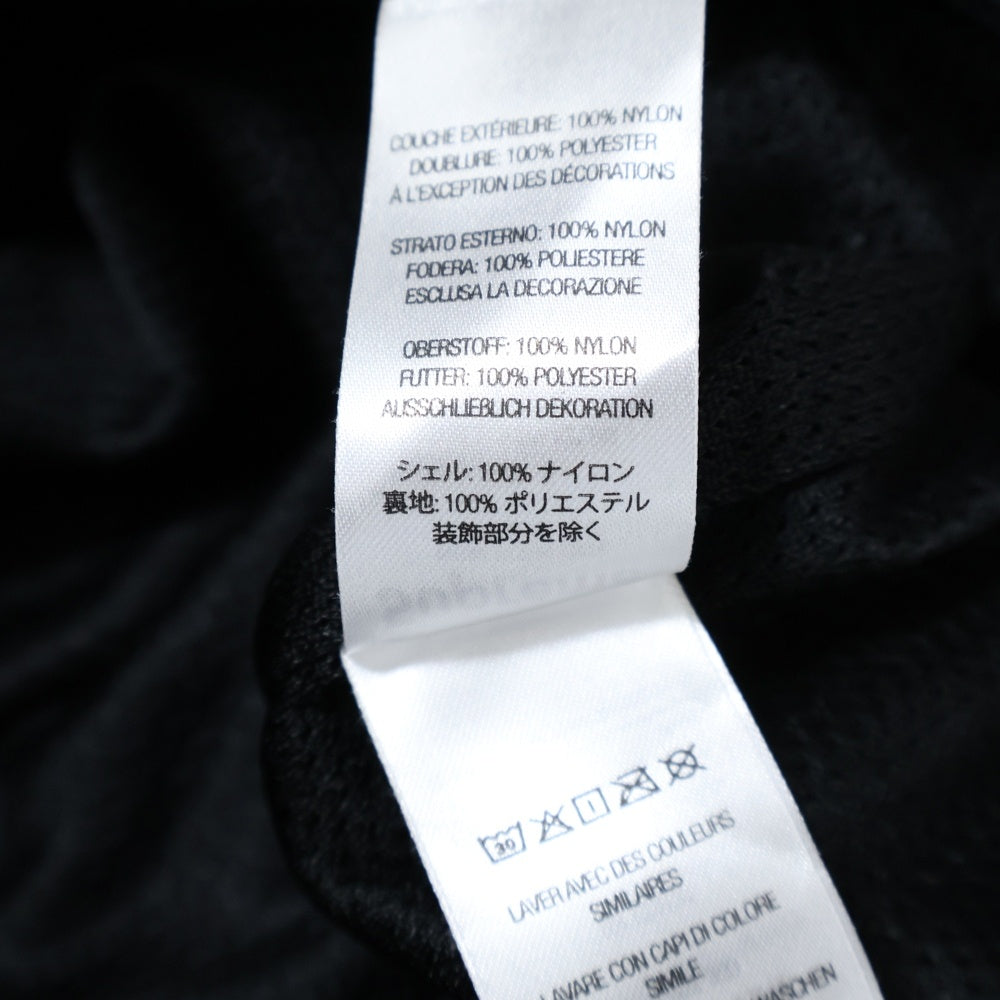 COUCHE EXTÉRIEURE: 100% NYLON
DOUBLURE: 100% POLYESTER
À L'EXCEPTION DES DÉCORATIONS
STRATO ESTERNO: 100% NYLON
FODERA: 100% POLIESTERE
ESCLUSA LA DECORAZIONE
OBERSTOFF: 100% NYLON
FUTTER: 100% POLYESTER
AUSSCHLIEBLICH DEKORATION
シェル: 100% ナイロン
裏地: 100% ポリエステル
装飾部分を除く
30
LAVER AVEC DES COULEURS
SIMILAIRES
LAVARE CON CAPI DI COLORE
SIMILE
WASCHEN